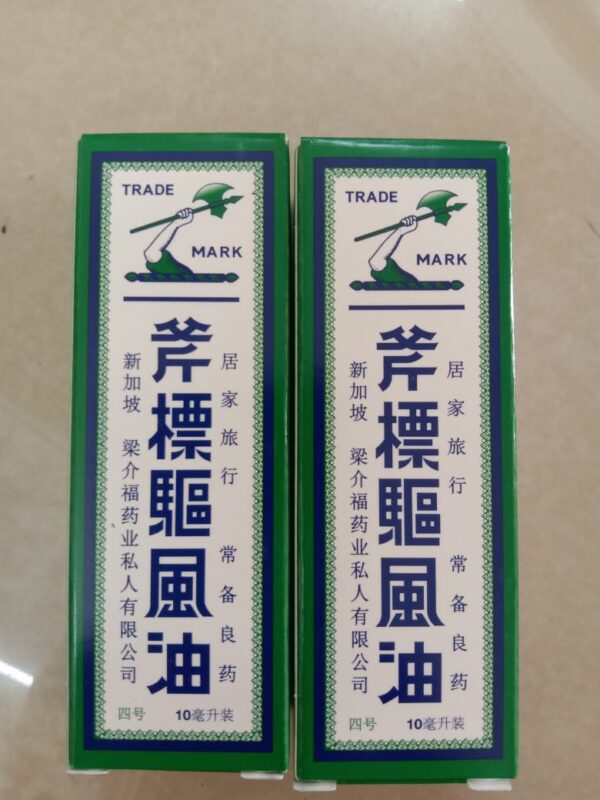 TRADE
MARK
斧標驅風油
居家旅行 常备良药
新加坡 梁介福药业私人有限公司
四号 10毫升装
TRADE
MARK
斧標驅風油
居家旅行 常备良药
新加坡 梁介福药业私人有限公司
四号 10毫升装